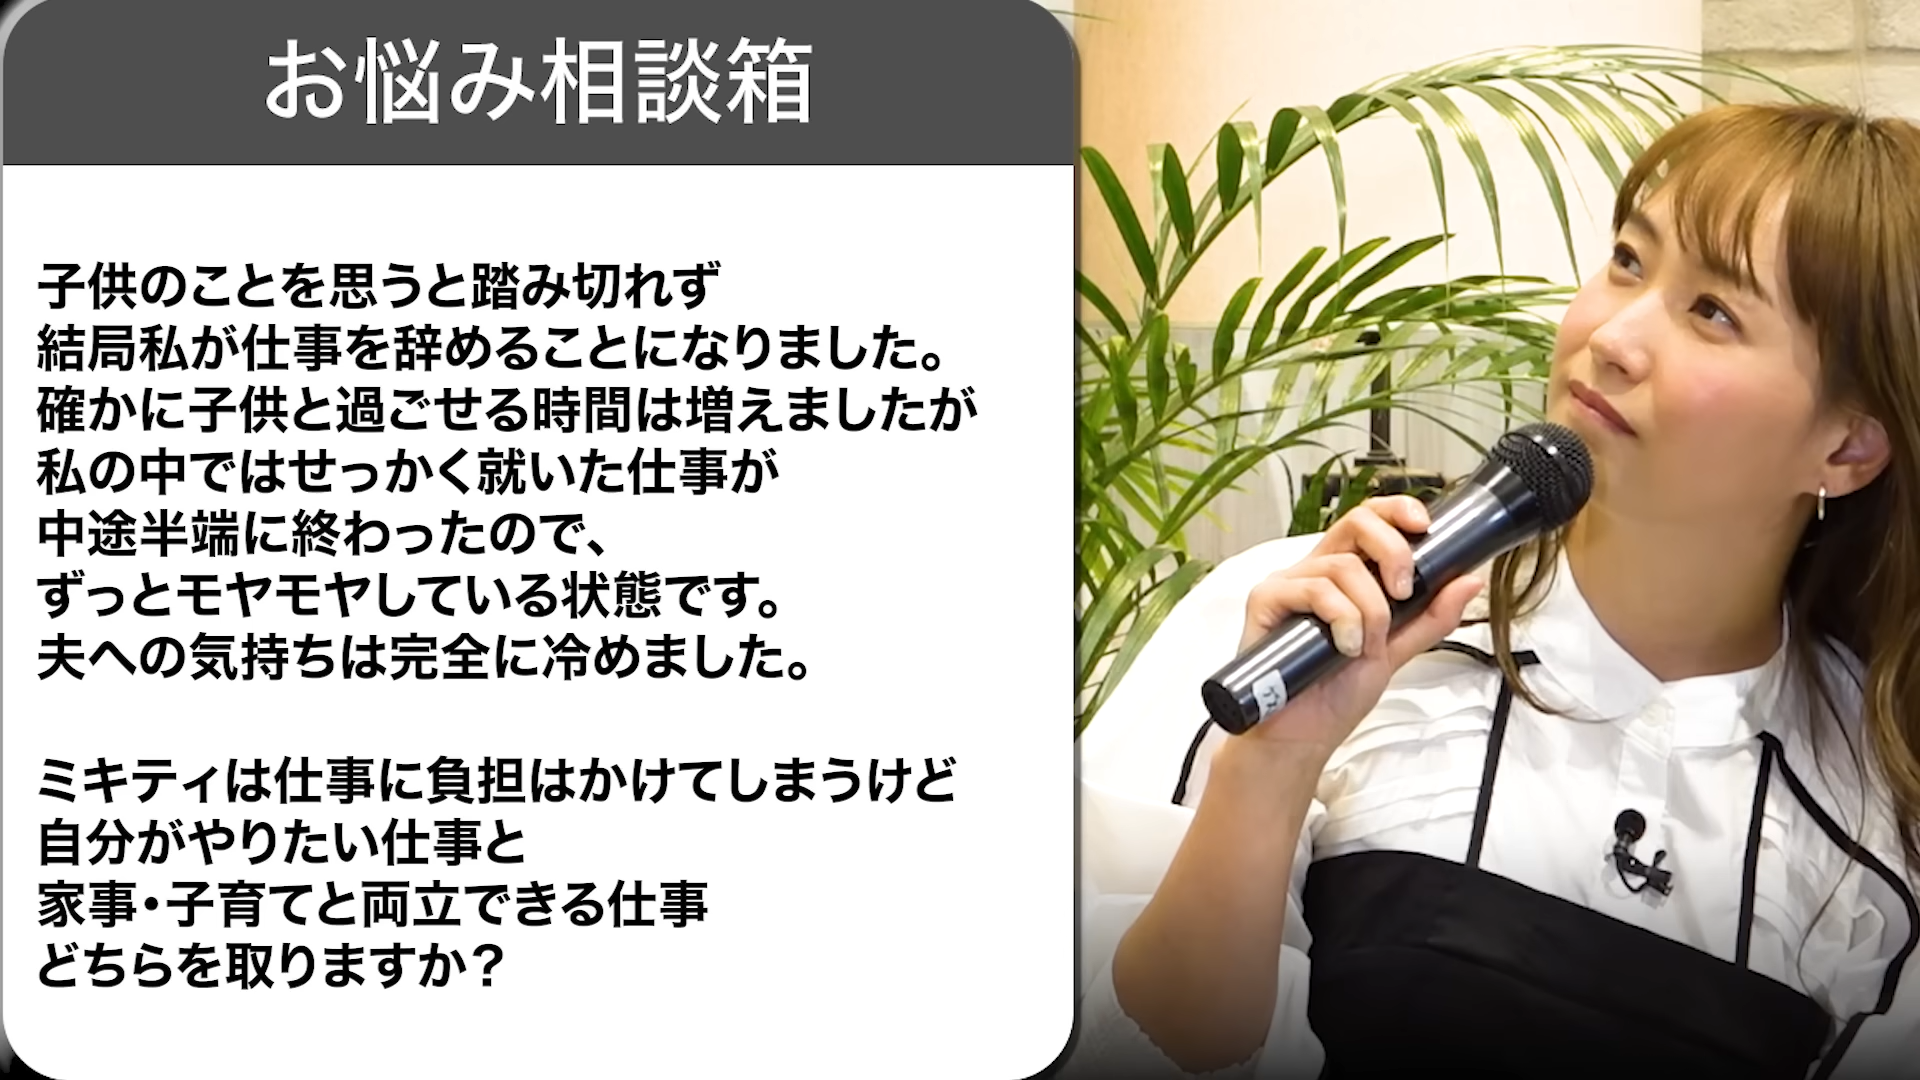 お悩み相談箱
子供のことを思うと踏み切れず
結局私が仕事を辞めることになりました。
確かに子供と過ごせる時間は増えましたが
私の中ではせっかく就いた仕事が
中途半端に終わったので、
ずっとモヤモヤしている状態です。
夫への気持ちは完全に冷めました。
ミキティは仕事に負担はかけてしまうけど
自分がやりたい仕事と
家事・子育てと両立できる仕事
どちらを取りますか？